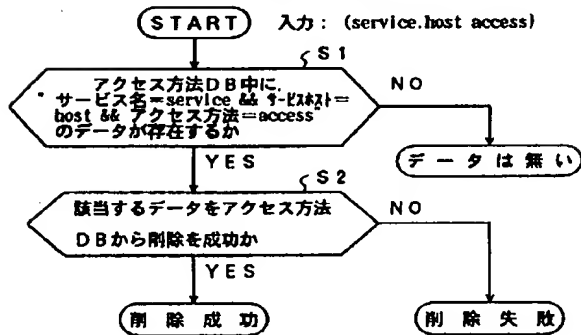 START
入力: (service.host access)
S1
アクセス方法DB中に,
"サービス名=service && サービスホスト=
host && アクセス方法=access"
のデータが存在するか
NO
YES
データは無い
S2
該当するデータをアクセス方法
DBから削除を成功か
NO
YES
削除成功
削除失敗